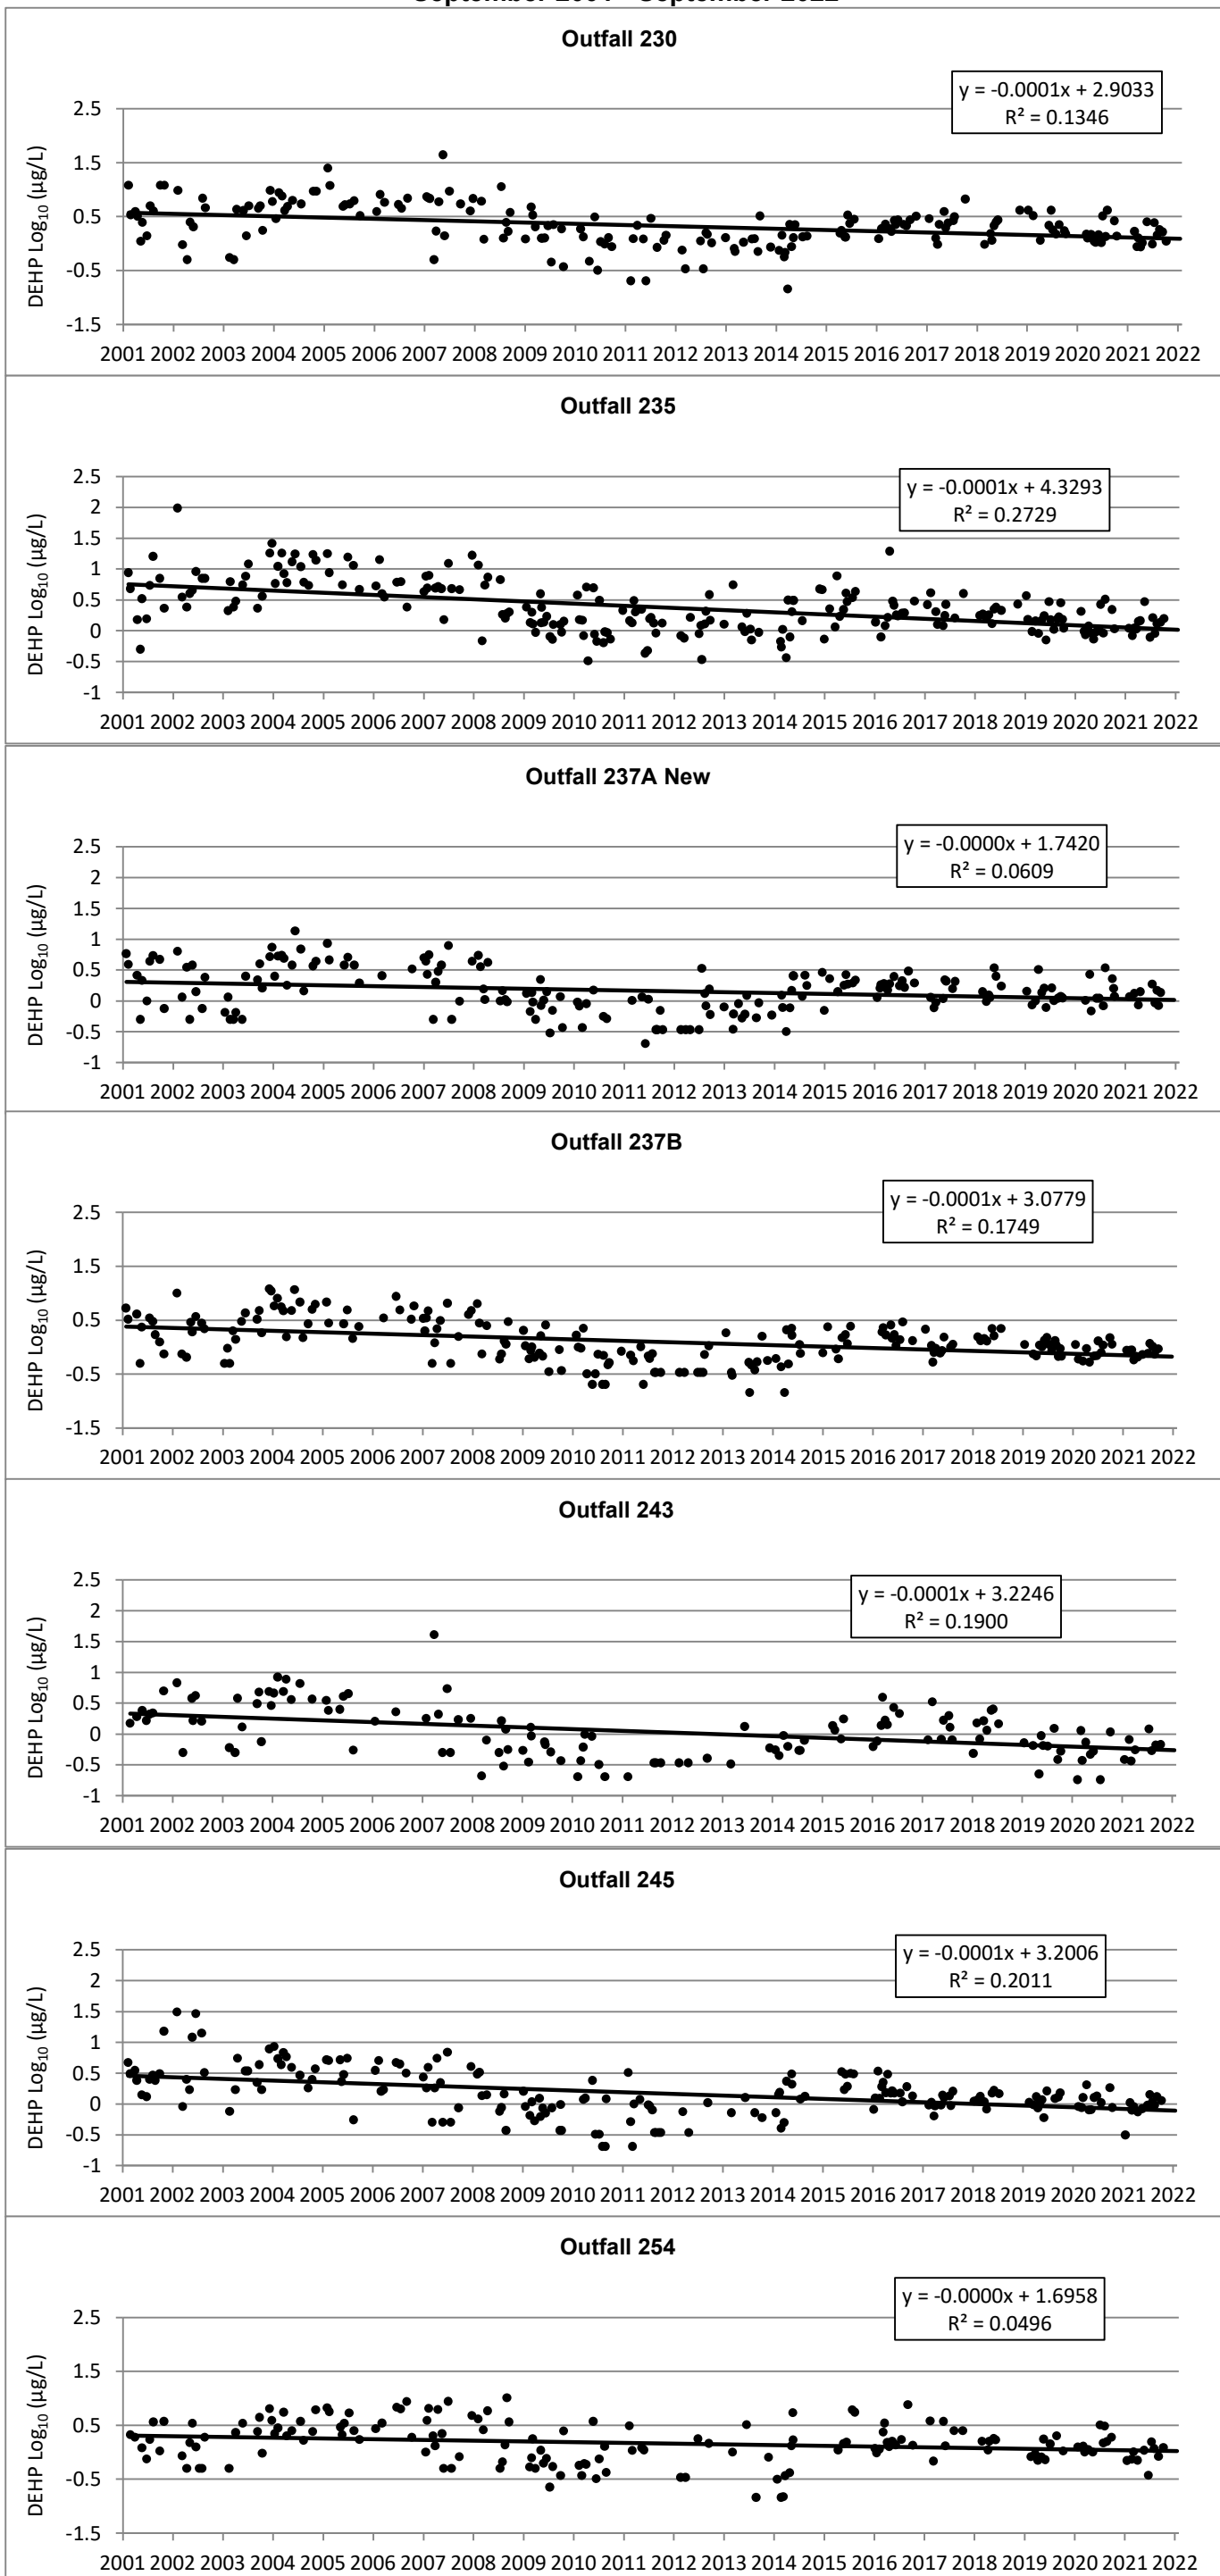 September 2001 - September 2022
Outfall 230
y = -0.0001x + 2.9033
R² = 0.1346
DEHP Log₁₀ (µg/L)
2.5
1.5
0.5
-0.5
-1.5
2001 2002 2003 2004 2005 2006 2007 2008 2009 2010 2011 2012 2013 2014 2015 2016 2017 2018 2019 2020 2021 2022
Outfall 235
y = -0.0001x + 4.3293
R² = 0.2729
DEHP Log₁₀ (µg/L)
2.5
2
1.5
1
0.5
0
-0.5
-1
2001 2002 2003 2004 2005 2006 2007 2008 2009 2010 2011 2012 2013 2014 2015 2016 2017 2018 2019 2020 2021 2022
Outfall 237A New
y = -0.0000x + 1.7420
R² = 0.0609
DEHP Log₁₀ (µg/L)
2.5
2
1.5
1
0.5
0
-0.5
-1
2001 2002 2003 2004 2005 2006 2007 2008 2009 2010 2011 2012 2013 2014 2015 2016 2017 2018 2019 2020 2021 2022
Outfall 237B
y = -0.0001x + 3.0779
R² = 0.1749
DEHP Log₁₀ (µg/L)
2.5
1.5
0.5
-0.5
-1.5
2001 2002 2003 2004 2005 2006 2007 2008 2009 2010 2011 2012 2013 2014 2015 2016 2017 2018 2019 2020 2021 2022
Outfall 243
y = -0.0001x + 3.2246
R² = 0.1900
DEHP Log₁₀ (µg/L)
2.5
2
1.5
1
0.5
0
-0.5
-1
2001 2002 2003 2004 2005 2006 2007 2008 2009 2010 2011 2012 2013 2014 2015 2016 2017 2018 2019 2020 2021 2022
Outfall 245
y = -0.0001x + 3.2006
R² = 0.2011
DEHP Log₁₀ (µg/L)
2.5
2
1.5
1
0.5
0
-0.5
-1
2001 2002 2003 2004 2005 2006 2007 2008 2009 2010 2011 2012 2013 2014 2015 2016 2017 2018 2019 2020 2021 2022
Outfall 254
y = -0.0000x + 1.6958
R² = 0.0496
DEHP Log₁₀ (µg/L)
2.5
1.5
0.5
-0.5
-1.5
2001 2002 2003 2004 2005 2006 2007 2008 2009 2010 2011 2012 2013 2014 2015 2016 2017 2018 2019 2020 2021 2022